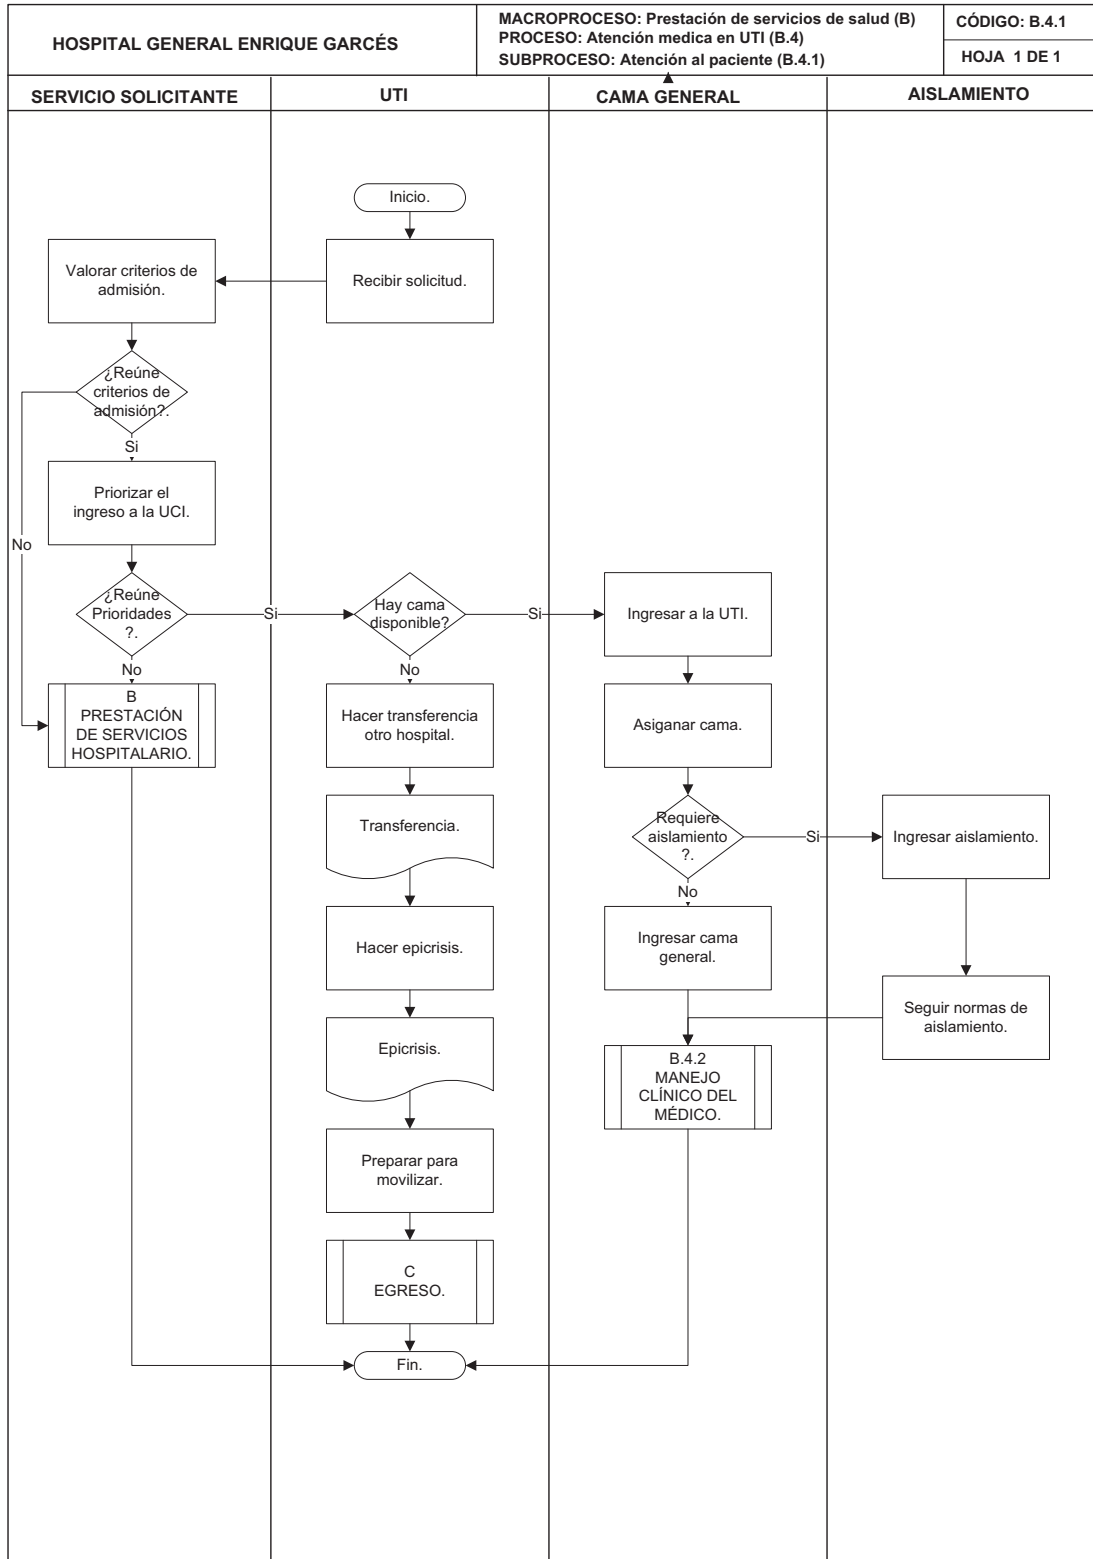 HOSPITAL GENERAL ENRIQUE GARCÉS
MACROPROCESO: Prestación de servicios de salud (B)
PROCESO: Atención medica en UTI (B.4)
SUBPROCESO: Atención al paciente (B.4.1)
CÓDIGO: B.4.1
HOJA 1 DE 1
SERVICIO SOLICITANTE
UTI
CAMA GENERAL
AISLAMIENTO
Inicio.
Valorar criterios de
admisión.
Recibir solicitud.
¿Reúne
criterios de
admisión?.
Si
Priorizar el
ingreso a la UCI.
No
¿Reúne
Prioridades
?.
Si
Hay cama
disponible?
Si
Ingresar a la UTI.
No
No
B
PRESTACIÓN
DE SERVICIOS
HOSPITALARIO.
Hacer transferencia
otro hospital.
Asiganar cama.
Transferencia.
Requiere
aislamiento
?.
Si
Ingresar aislamiento.
No
Hacer epicrisis.
Ingresar cama
general.
Seguir normas de
aislamiento.
Epicrisis.
B.4.2
MANEJO
CLÍNICO DEL
MÉDICO.
Preparar para
movilizar.
C
EGRESO.
Fin.